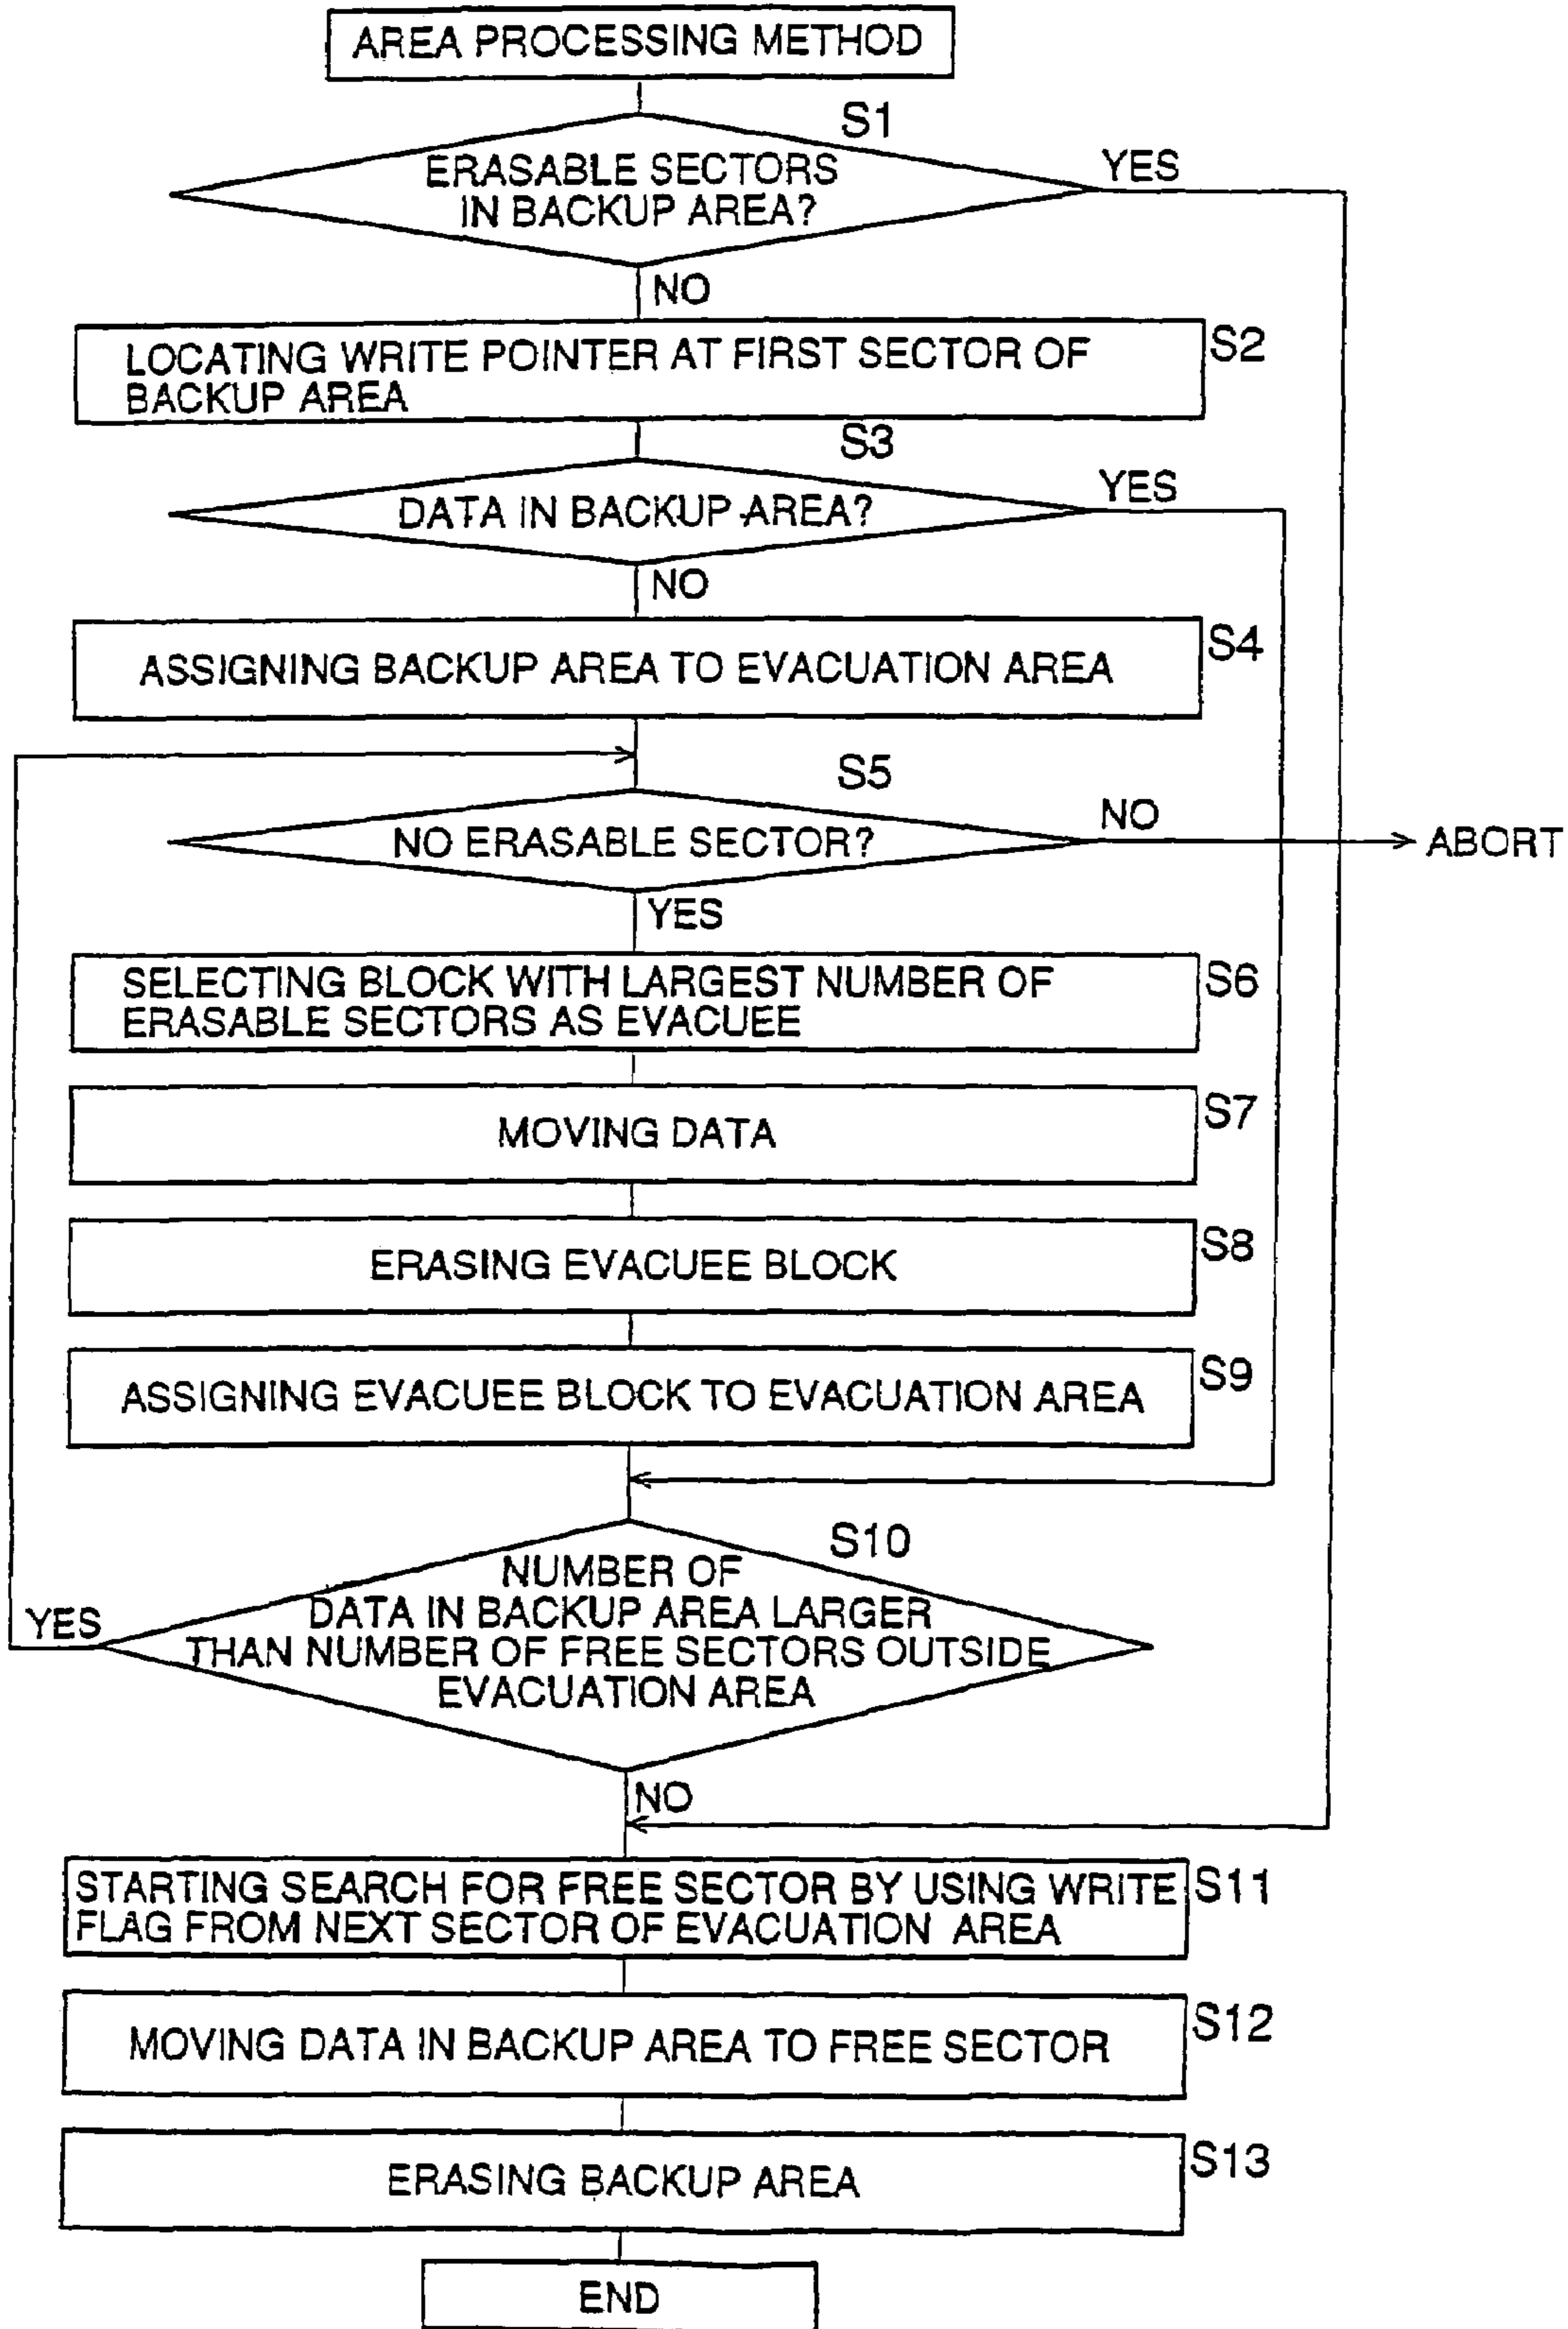 AREA PROCESSING METHOD
S1
ERASABLE SECTORS
IN BACKUP AREA?
YES
NO
LOCATING WRITE POINTER AT FIRST SECTOR OF
BACKUP AREA
S2
S3
DATA IN BACKUP AREA?
YES
NO
ASSIGNING BACKUP AREA TO EVACUATION AREA
S4
S5
NO ERASABLE SECTOR?
NO
ABORT
YES
SELECTING BLOCK WITH LARGEST NUMBER OF
ERASABLE SECTORS AS EVACUEE
S6
MOVING DATA
S7
ERASING EVACUEE BLOCK
S8
ASSIGNING EVACUEE BLOCK TO EVACUATION AREA
S9
S10
NUMBER OF
DATA IN BACKUP AREA LARGER
THAN NUMBER OF FREE SECTORS OUTSIDE
EVACUATION AREA
YES
NO
STARTING SEARCH FOR FREE SECTOR BY USING WRITE
FLAG FROM NEXT SECTOR OF EVACUATION AREA
S11
MOVING DATA IN BACKUP AREA TO FREE SECTOR
S12
ERASING BACKUP AREA
S13
END